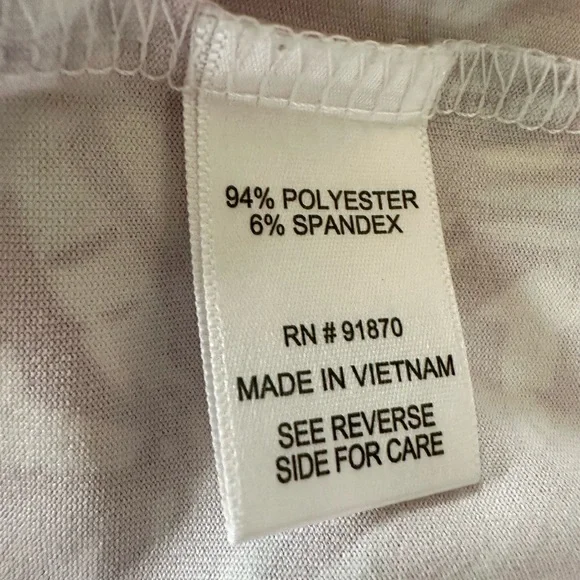 94% POLYESTER
6% SPANDEX
RN # 91870
MADE IN VIETNAM
SEE REVERSE
SIDE FOR CARE